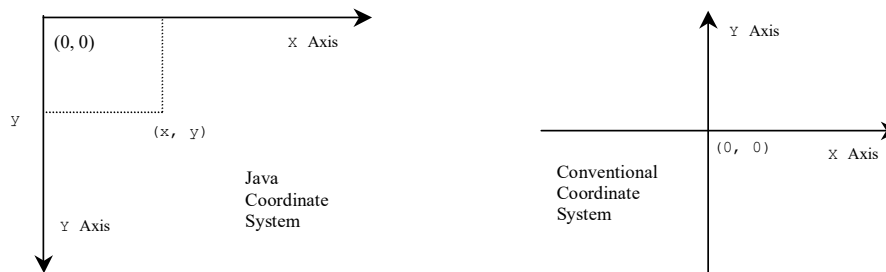 (0, 0)
X Axis
y
(x, y)
Java
Coordinate
System
Y Axis
Y Axis
(0, 0)
X Axis
Conventional
Coordinate
System